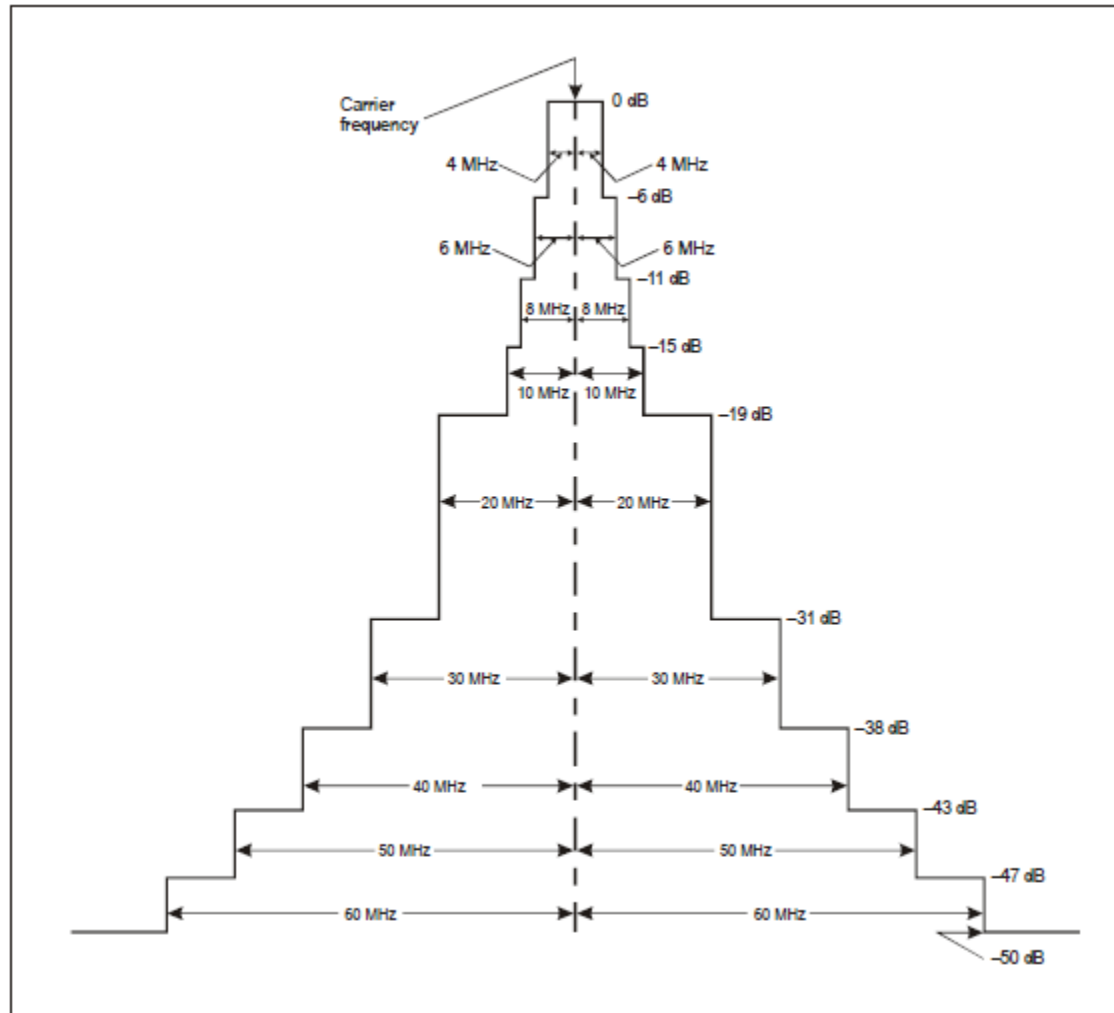 0 dB
Carrier
frequency
4 MHz 4 MHz
–6 dB
6 MHz 6 MHz
–11 dB
8 MHz 8 MHz
–15 dB
10 MHz 10 MHz
–19 dB
20 MHz 20 MHz
–31 dB
30 MHz 30 MHz
–38 dB
40 MHz 40 MHz
–43 dB
50 MHz 50 MHz
–47 dB
60 MHz 60 MHz
–50 dB